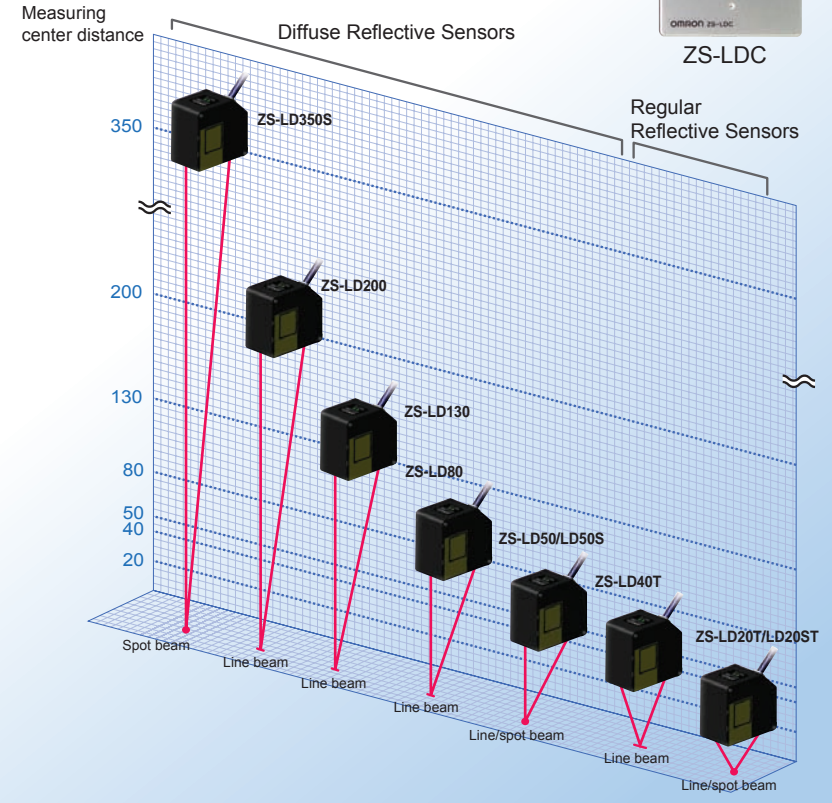 Measuring
center distance
Diffuse Reflective Sensors
OMRON ZS-LDC
ZS-LDC
Regular
Reflective Sensors
350
ZS-LD350S
200
ZS-LD200
130
ZS-LD130
80
ZS-LD80
50
ZS-LD50/LD50S
40
ZS-LD40T
20
ZS-LD20T/LD20ST
Spot beam
Line beam
Line beam
Line beam
Line/spot beam
Line beam
Line/spot beam